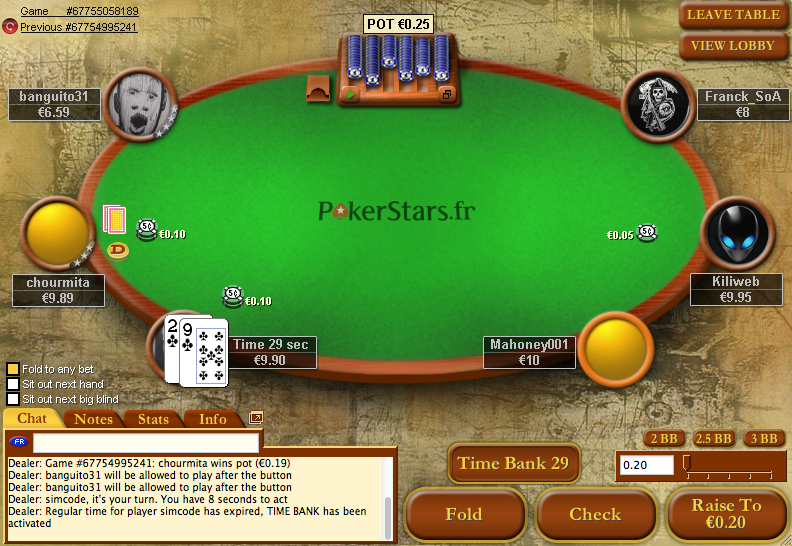 Game #67755058189
Previous #67754995241
POT €0.25
LEAVE TABLE
VIEW LOBBY
banguito31
€6.59
Franck_SoA
€8
PokerStars.fr
5¢
€0.10
D
€0.05
5¢
chourmita
€9.89
Kiliweb
€9.95
5¢
€0.10
2
9
Time 29 sec
€9.90
Mahoney001
€10
Fold to any bet
Sit out next hand
Sit out next big blind
Chat
Notes
Stats
Info
FR
Dealer: Game #67754995241: chourmita wins pot (€0.19)
Dealer: banguito31 will be allowed to play after the button
Dealer: banguito31 will be allowed to play after the button
Dealer: simcode, it's your turn. You have 8 seconds to act
Dealer: Regular time for player simcode has expired, TIME BANK has been
activated
2 BB
2.5 BB
3 BB
Time Bank 29
0.20
Fold
Check
Raise To
€0.20